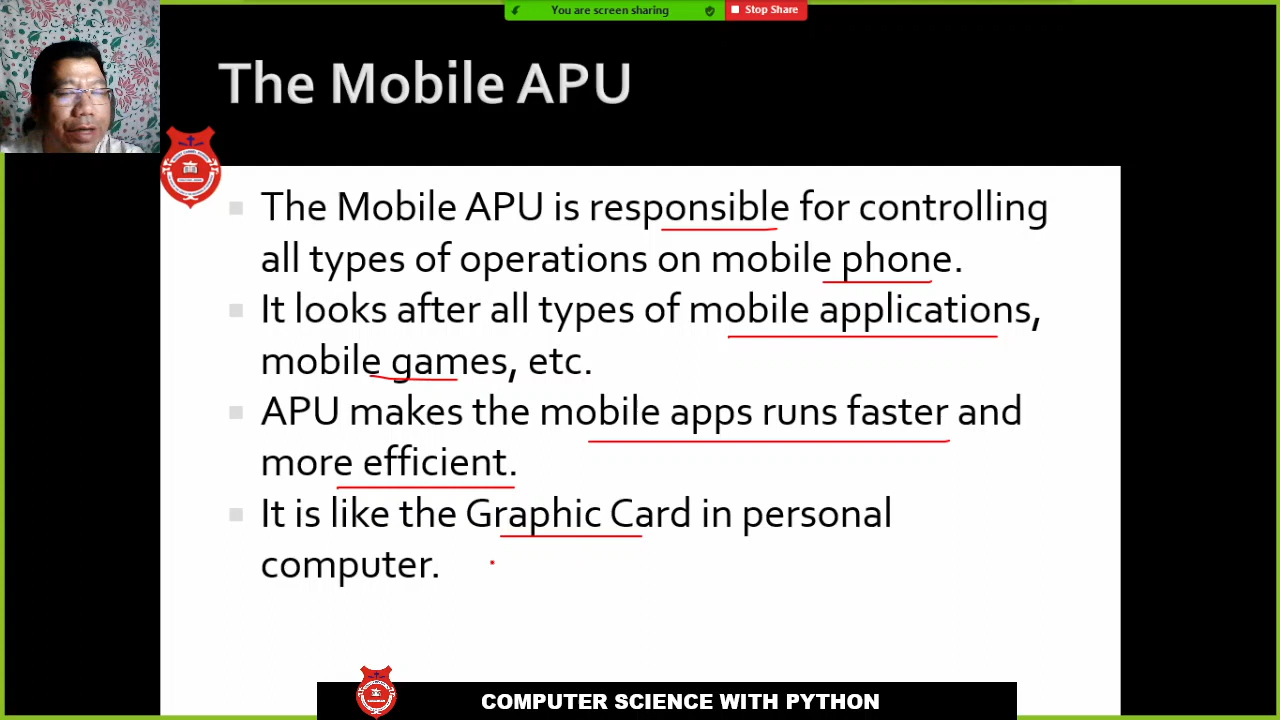 You are screen sharing
Stop Share
The Mobile APU
The Mobile APU is responsible for controlling
all types of operations on mobile phone.
It looks after all types of mobile applications,
mobile games, etc.
APU makes the mobile apps runs faster and
more efficient.
It is like the Graphic Card in personal
computer.
COMPUTER SCIENCE WITH PYTHON